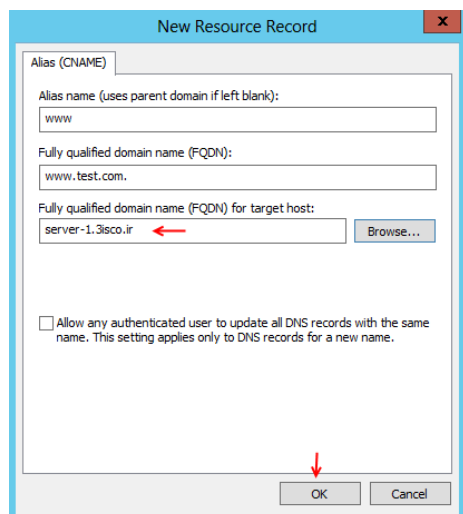 New Resource Record
x
Alias (CNAME)
Alias name (uses parent domain if left blank):
www
Fully qualified domain name (FQDN):
www.test.com.
Fully qualified domain name (FQDN) for target host:
server-1.3isco.ir
Browse...
Allow any authenticated user to update all DNS records with the same
name. This setting applies only to DNS records for a new name.
OK
Cancel